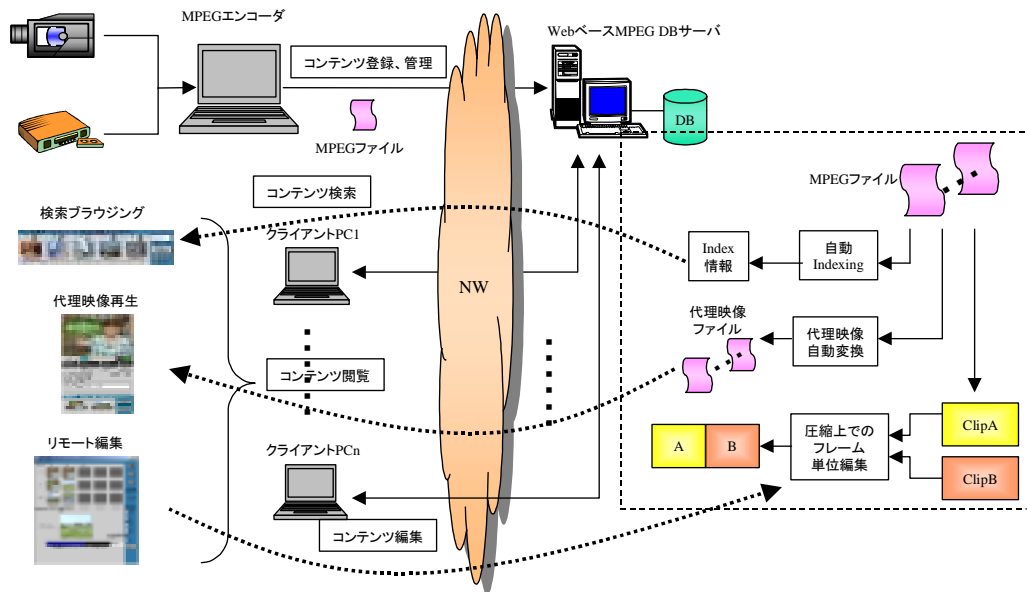 MPEGエンコーダ
WebベースMPEG DBサーバ
コンテンツ登録、管理
MPEGファイル
DB
MPEGファイル
コンテンツ検索
検索ブラウジング
クライアントPC1
Index
情報
自動
Indexing
NW
代理映像再生
代理映像
ファイル
代理映像
自動変換
コンテンツ閲覧
リモート編集
クライアントPCn
A
B
圧縮上での
フレーム
単位編集
ClipA
ClipB
コンテンツ編集